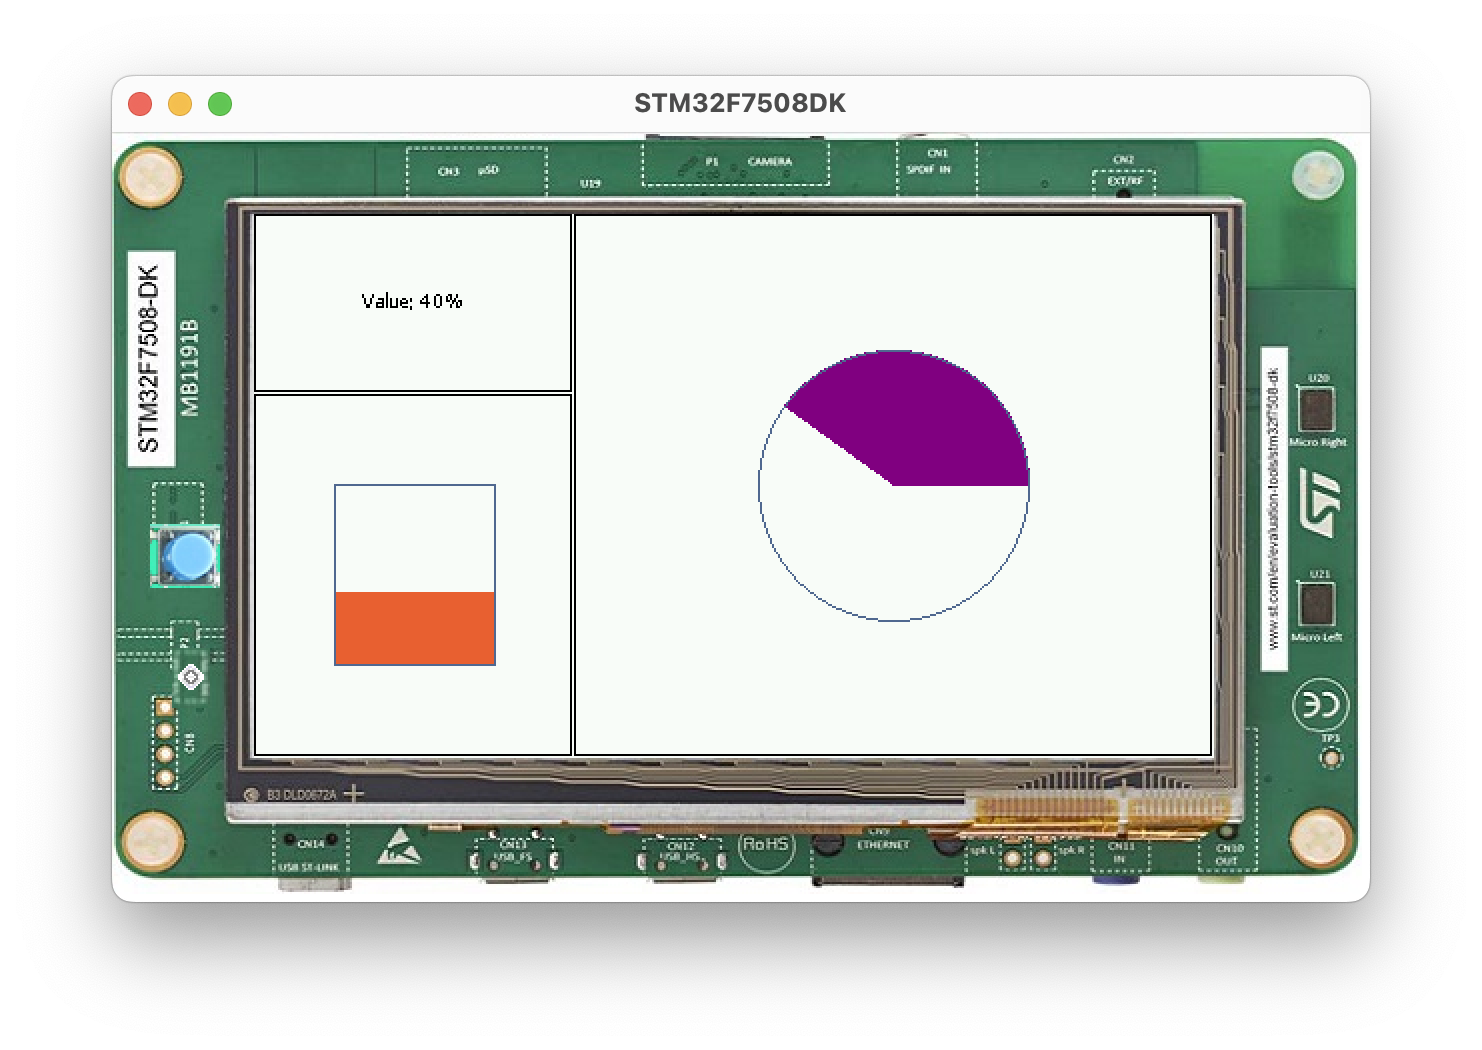 STM32F7508DK
CN3 µSD
U19
P1 CAMERA
CN1
SPDIF IN
CN2
EXT/RF
STM32F7508-DK
MB1191B
Value: 40%
U20
Micro Right
www.st.com/en/evaluation-tools/stm32f7508-dk
U21
Micro Left
P2
CN8
TP3
B3 DLD0672A
CN14
USB ST-LINK
CN13
USB_FS
CN12
USB_HS
RoHS
CN9
ETHERNET
spk L
spk R
CN11
IN
CN10
OUT